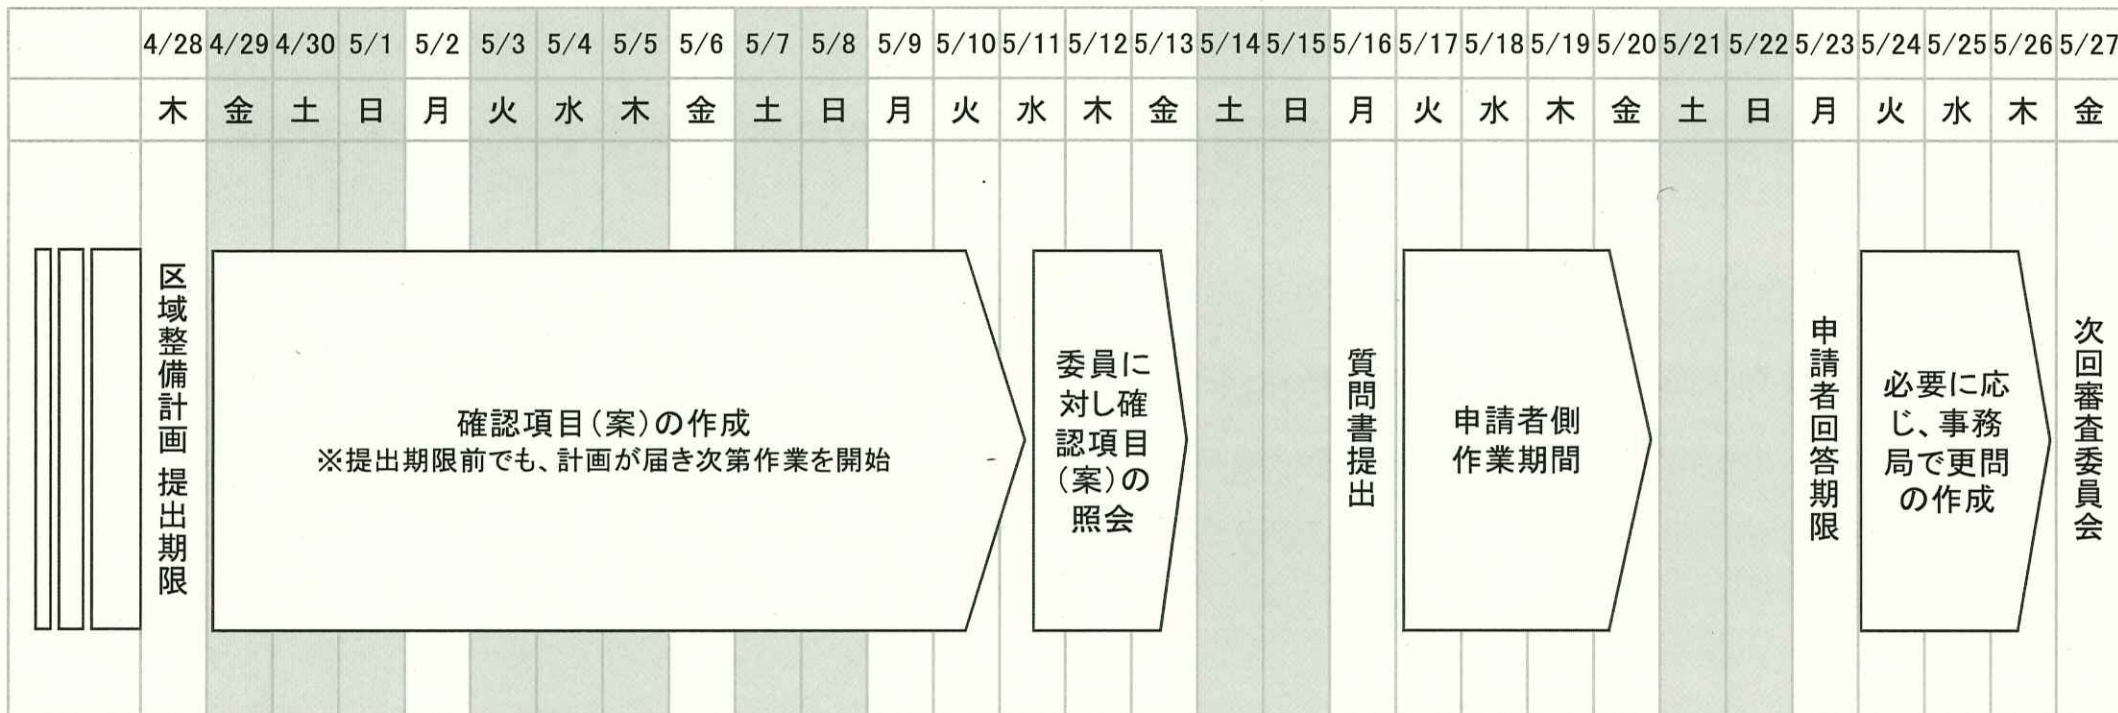 4/28 4/29 4/30 5/1 5/2 5/3 5/4 5/5 5/6 5/7 5/8 5/9 5/10 5/11 5/12 5/13 5/14 5/15 5/16 5/17 5/18 5/19 5/20 5/21 5/22 5/23 5/24 5/25 5/26 5/27
木 金 土 日 月 火 水 木 金 土 日 月 火 水 木 金 土 日 月 火 水 木 金 土 日 月 火 水 木 金
区域整備計画 提出期限
確認項目(案)の作成
※提出期限前でも、計画が届き次第作業を開始
委員に
対し確
認項目
(案)の
照会
質問書提出
申請者側
作業期間
申請者回答期限
必要に応
じ、事務
局で更問
の作成
次回審査委員会